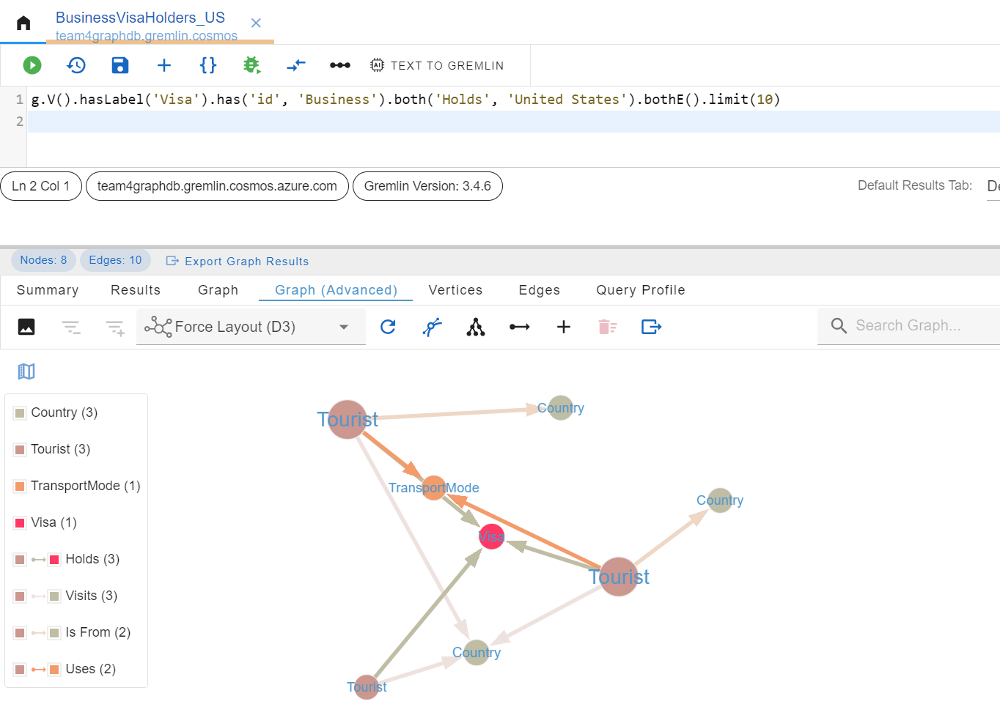 BusinessVisaHolders_US
team4graphdb.gremlin.cosmos
TEXT TO GREMLIN
1 g.V().hasLabel('Visa').has('id', 'Business').both('Holds', 'United States').bothE().limit(10)
2
Ln 2 Col 1 team4graphdb.gremlin.cosmos.azure.com Gremlin Version: 3.4.6 Default Results Tab: De
Nodes: 8 Edges: 10 Export Graph Results
Summary Results Graph Graph (Advanced) Vertices Edges Query Profile
Force Layout (D3) Search Graph...
Country (3)
Tourist (3)
TransportMode (1)
Visa (1)
Holds (3)
Visits (3)
Is From (2)
Uses (2)
Country
Tourist
TransportMode
Country
Visa
Tourist
Country
Tourist